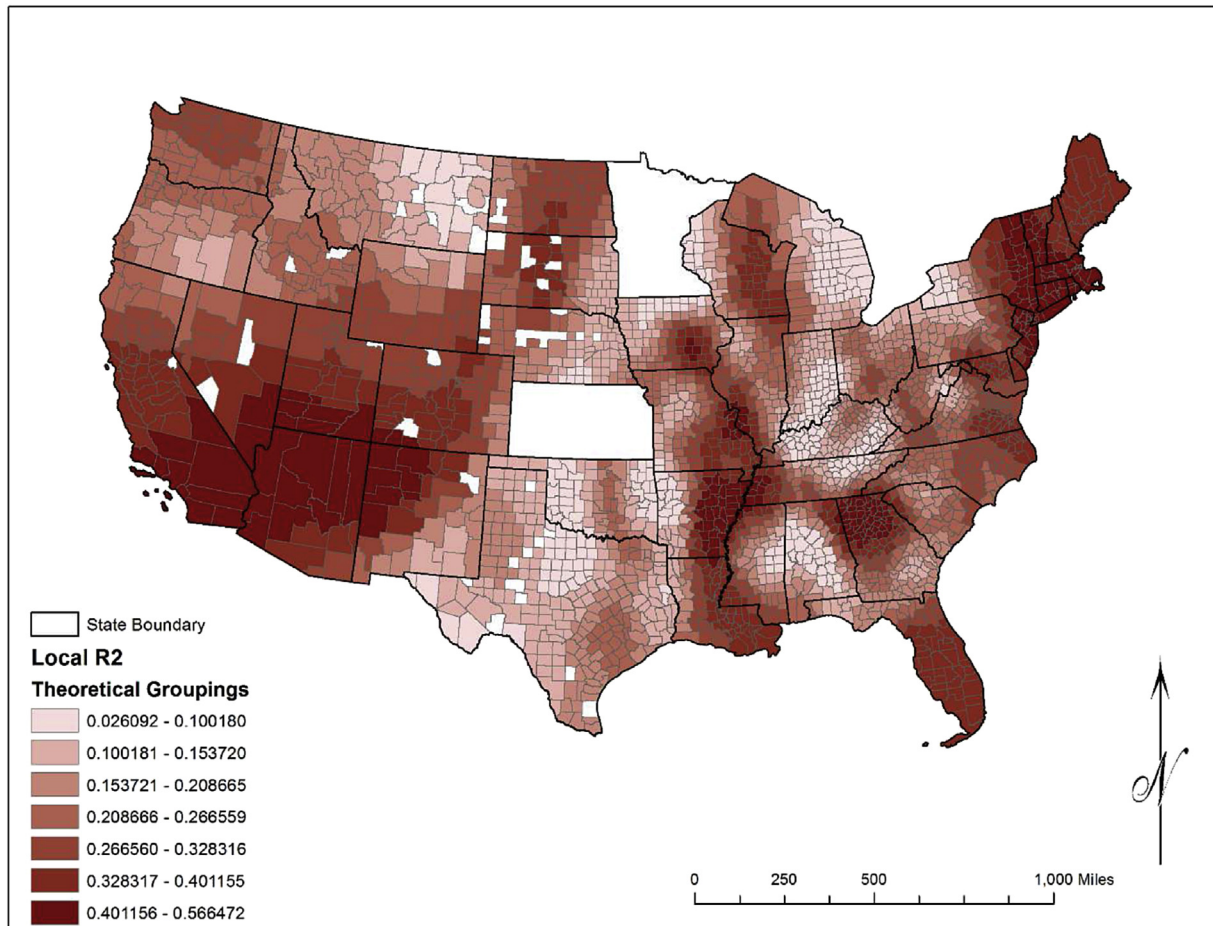 State Boundary
Local R2
Theoretical Groupings
0.026092 - 0.100180
0.100181 - 0.153720
0.153721 - 0.208665
0.208666 - 0.266559
0.266560 - 0.328316
0.328317 - 0.401155
0.401156 - 0.566472
0 250 500 1,000 Miles
N